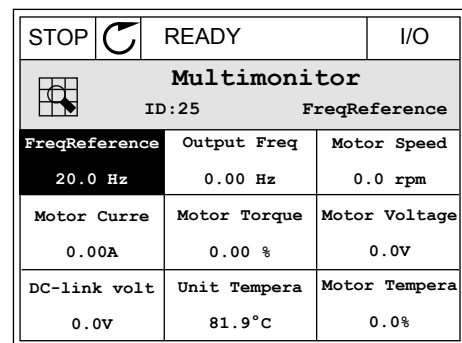 STOP READY I/O
Multimonitor
ID:25 FreqReference
FreqReference Output Freq Motor Speed
20.0 Hz 0.00 Hz 0.0 rpm
Motor Curre Motor Torque Motor Voltage
0.00A 0.00 % 0.0V
DC-link volt Unit Tempera Motor Tempera
0.0V 81.9°C 0.0%